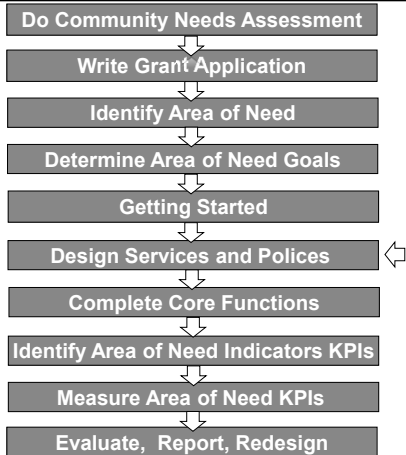 Do Community Needs Assessment
Write Grant Application
Identify Area of Need
Determine Area of Need Goals
Getting Started
Design Services and Polices
Complete Core Functions
Identify Area of Need Indicators KPIs
Measure Area of Need KPIs
Evaluate, Report, Redesign